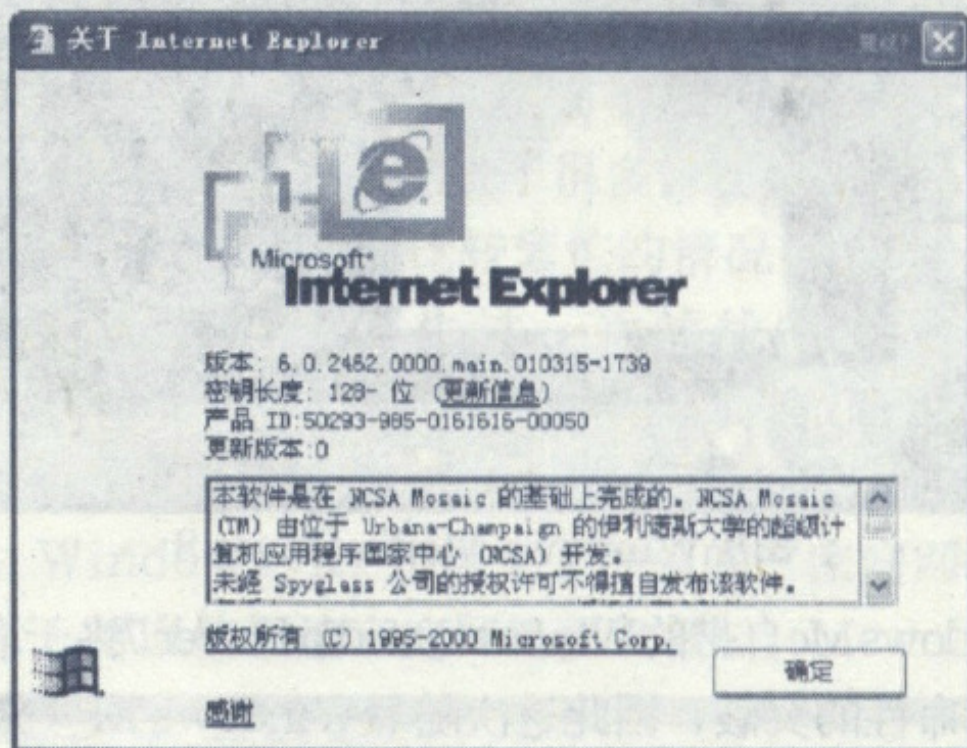 关于 Internet Explorer
Microsoft
Internet Explorer
版本: 6.0.2462.0000.main.010315-1739
密钥长度: 128- 位 (更新信息)
产品 ID:50293-985-0161616-00050
更新版本:0
本软件是在 NCSA Mosaic 的基础上完成的。NCSA Mosaic
(TM) 由位于 Urbana-Champaign 的伊利诺斯大学的超级计
算机应用程序国家中心 (NCSA) 开发。
未经 Spyglass 公司的授权许可不得擅自发布该软件。
版权所有 (C) 1995-2000 Microsoft Corp.
确定
感谢